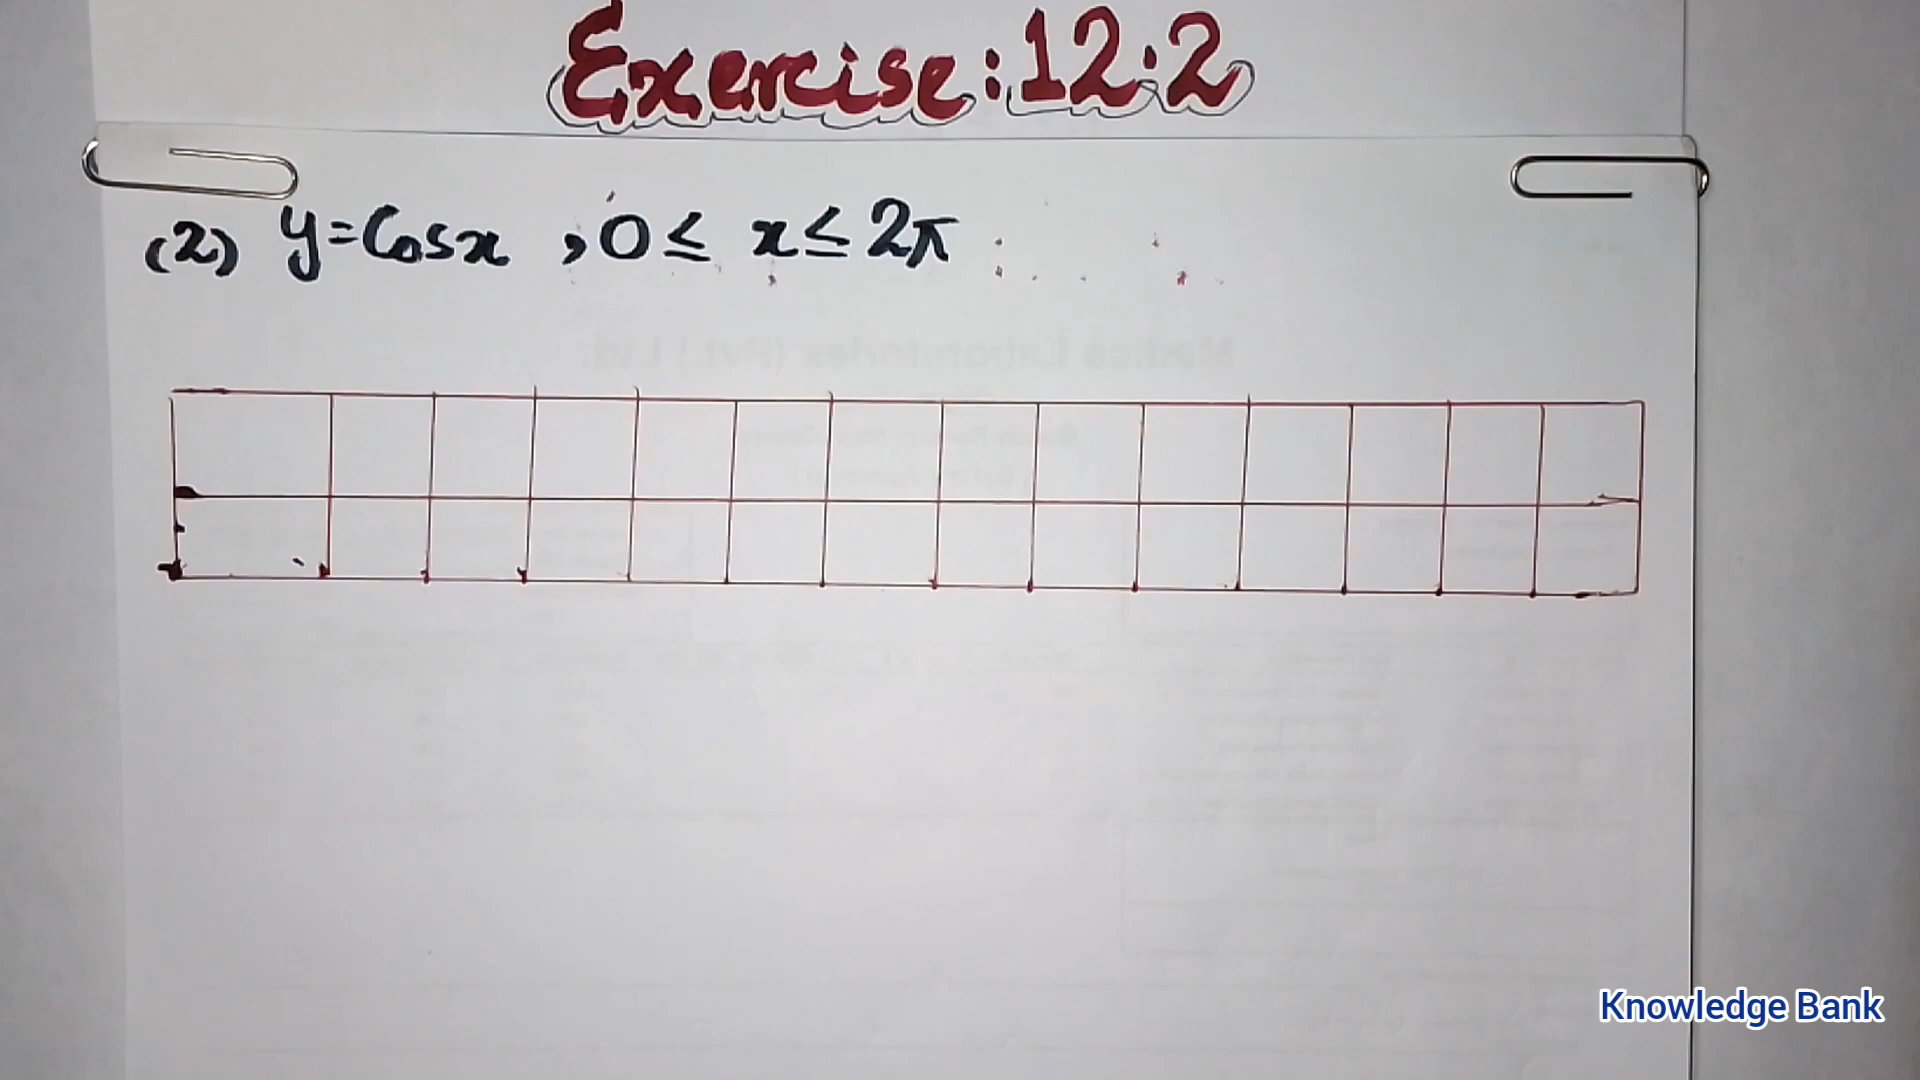 Exercise:12.2
(2) y=Cosx , 0 ≤ x ≤ 2π
Knowledge Bank